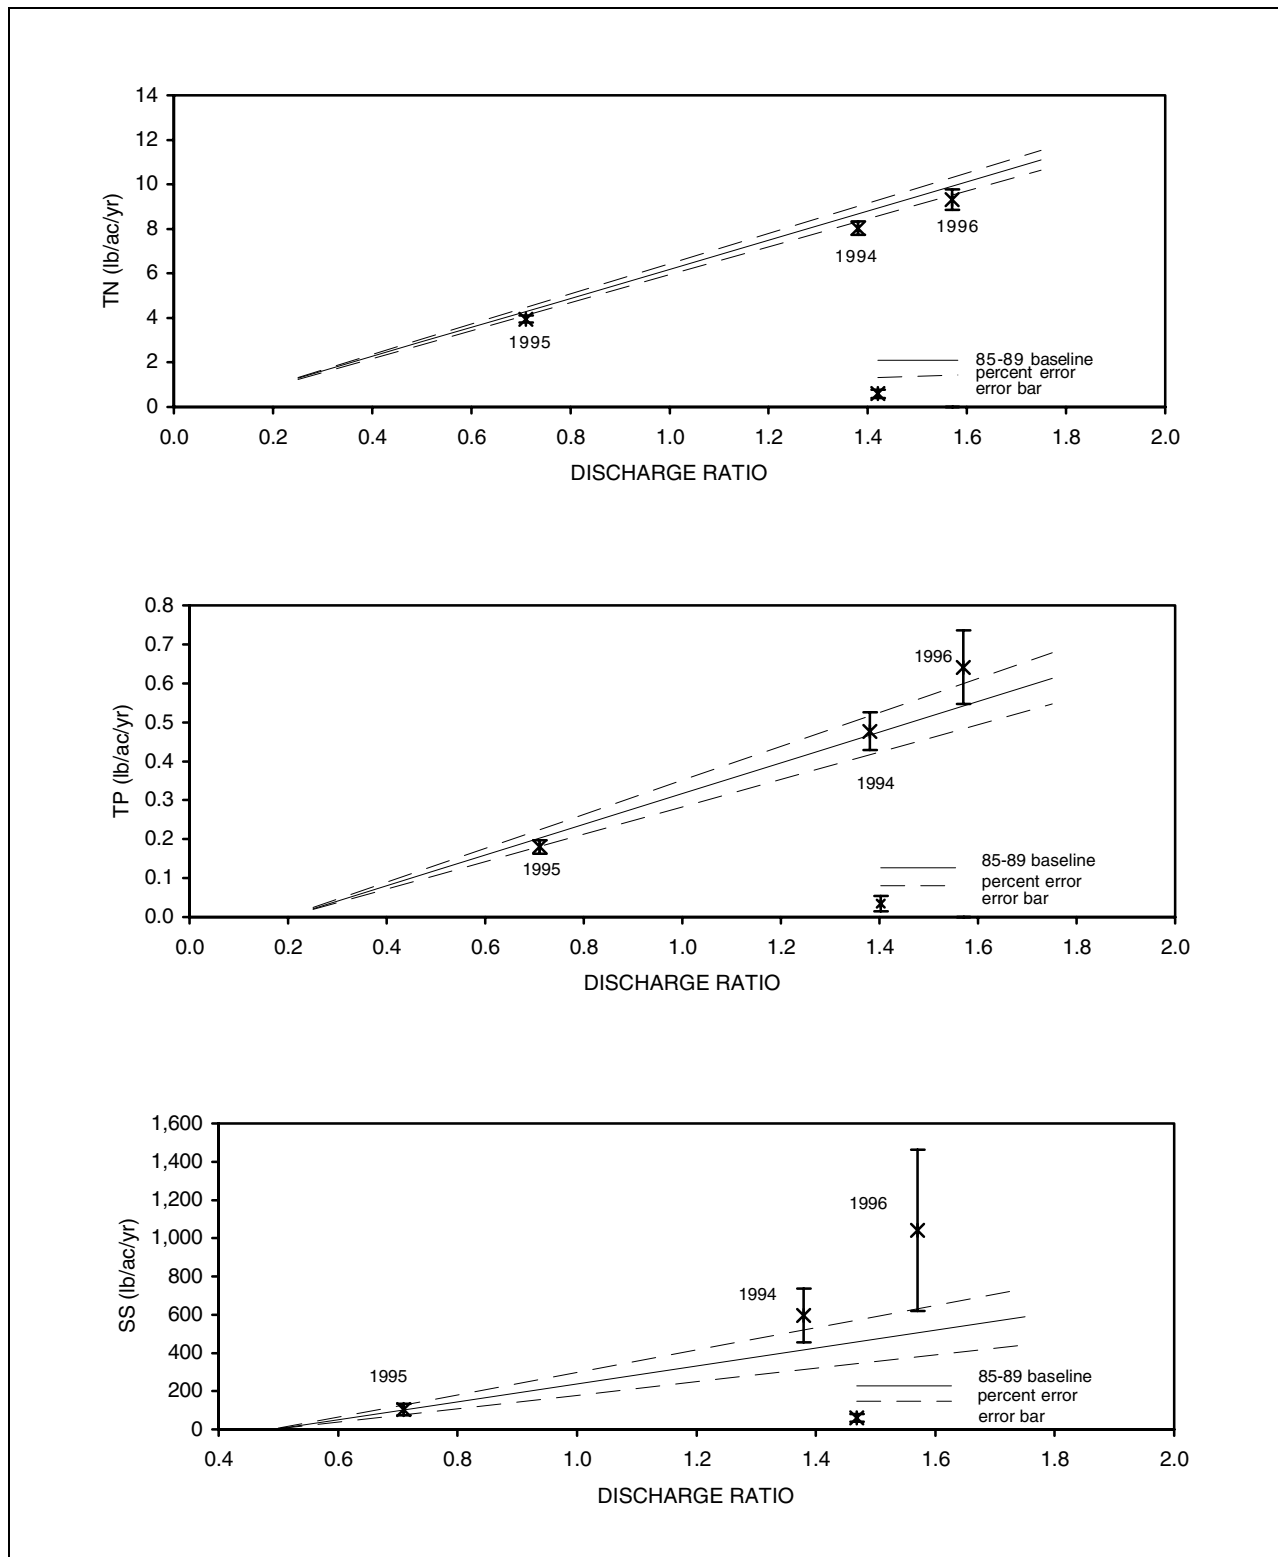 14
12
10
8
6
4
2
0
TN (lb/ac/yr)
1996
1994
1995
85-89 baseline
percent error
error bar
0.0 0.2 0.4 0.6 0.8 1.0 1.2 1.4 1.6 1.8 2.0
DISCHARGE RATIO
0.8
0.7
0.6
0.5
0.4
0.3
0.2
0.1
0.0
TP (lb/ac/yr)
1996
1994
1995
85-89 baseline
percent error
error bar
0.0 0.2 0.4 0.6 0.8 1.0 1.2 1.4 1.6 1.8 2.0
DISCHARGE RATIO
1,600
1,400
1,200
1,000
800
600
400
200
0
SS (lb/ac/yr)
1996
1994
1995
85-89 baseline
percent error
error bar
0.4 0.6 0.8 1.0 1.2 1.4 1.6 1.8 2.0
DISCHARGE RATIO